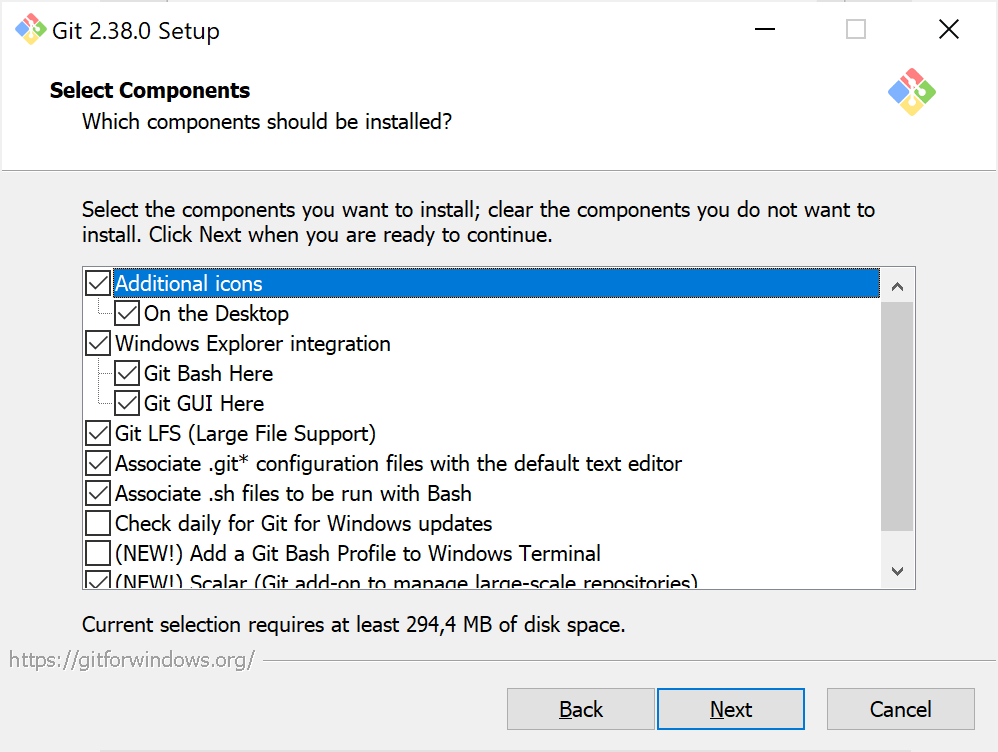 Git 2.38.0 Setup
Select Components
Which components should be installed?
Select the components you want to install; clear the components you do not want to
install. Click Next when you are ready to continue.
Additional icons
On the Desktop
Windows Explorer integration
Git Bash Here
Git GUI Here
Git LFS (Large File Support)
Associate .git* configuration files with the default text editor
Associate .sh files to be run with Bash
Check daily for Git for Windows updates
(NEW!) Add a Git Bash Profile to Windows Terminal
(NEW!) Scalar (Git add-on to manage large-scale repositories)
Current selection requires at least 294,4 MB of disk space.
https://gitforwindows.org/
Back Next Cancel